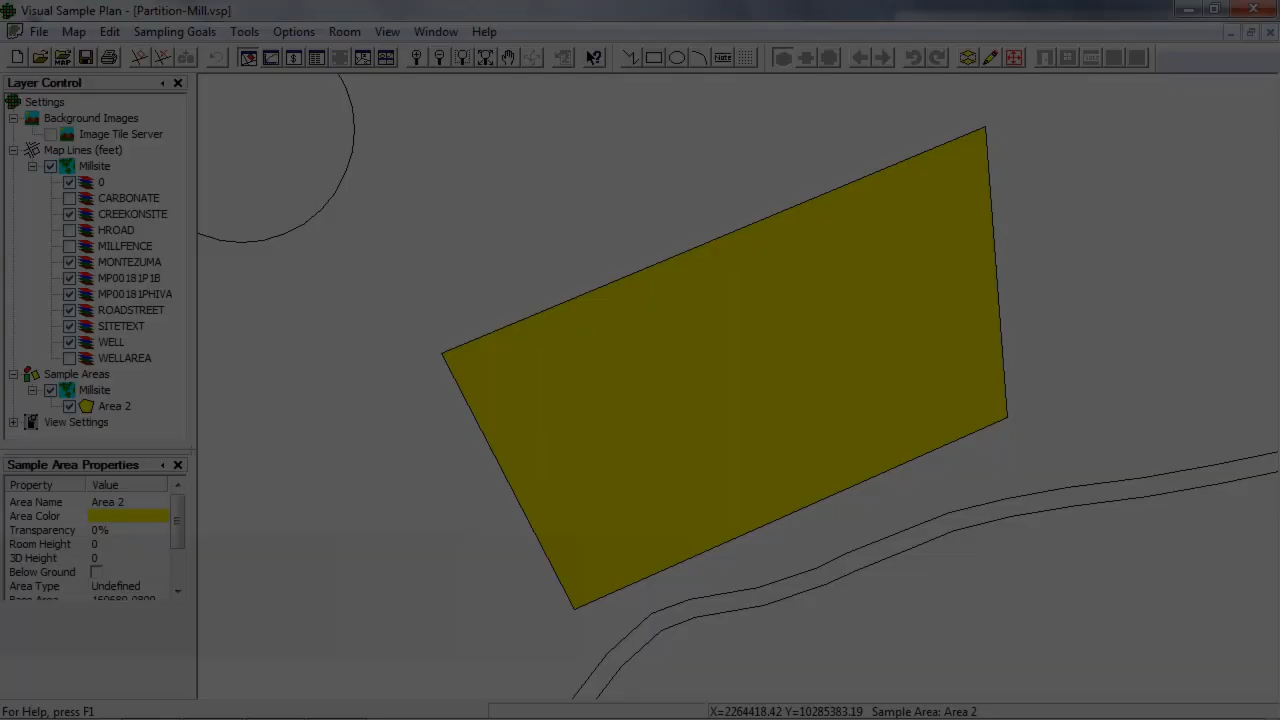 Visual Sample Plan - [Partition-Mill.vsp]
File Map Edit Sampling Goals Tools Options Room View Window Help
MAP
Note
Layer Control
Settings
Background Images
Image Tile Server
Map Lines (feet)
Millsite
0
CARBONATE
CREEKONSITE
HROAD
MILLFENCE
MONTEZUMA
MP00181P1B
MP00181PHIVA
ROADSTREET
SITETEXT
WELL
WELLAREA
Sample Areas
Millsite
Area 2
View Settings
Sample Area Properties
Property Value
Area Name Area 2
Area Color
Transparency 0%
Room Height 0
3D Height 0
Below Ground
Area Type Undefined
For Help, press F1
X=2264418.42 Y=10285383.19 Sample Area: Area 2